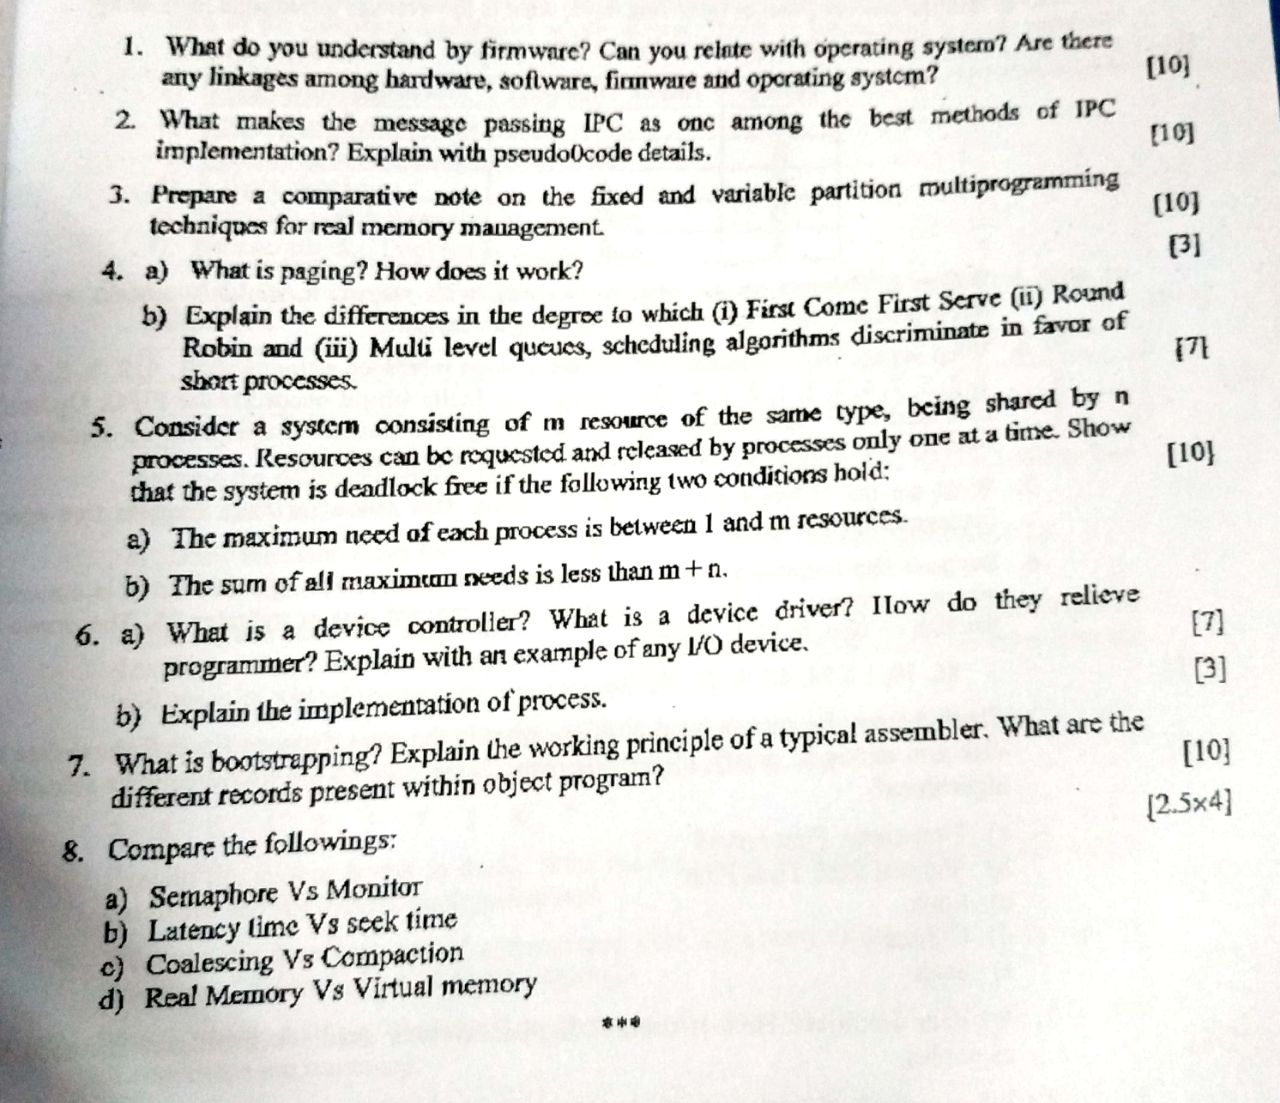 1. What do you understand by firmware? Can you relate with operating system? Are there
any linkages among hardware, software, firmware and operating system? [10]
2. What makes the message passing IPC as one among the best methods of IPC
implementation? Explain with pseudo0code details. [10]
3. Prepare a comparative note on the fixed and variable partition multiprogramming
techniques for real memory management. [10]
4. a) What is paging? How does it work? [3]
b) Explain the differences in the degree to which (i) First Come First Serve (ii) Round
Robin and (iii) Multi level queues, scheduling algorithms discriminate in favor of
short processes. [7]
5. Consider a system consisting of m resource of the same type, being shared by n
processes. Resources can be requested and released by processes only one at a time. Show
that the system is deadlock free if the following two conditions hold: [10]
a) The maximum need of each process is between 1 and m resources.
b) The sum of all maximum needs is less than m + n.
6. a) What is a device controller? What is a device driver? How do they relieve
programmer? Explain with an example of any I/O device. [7]
b) Explain the implementation of process. [3]
7. What is bootstrapping? Explain the working principle of a typical assembler. What are the
different records present within object program? [10]
8. Compare the followings: [2.5×4]
a) Semaphore Vs Monitor
b) Latency time Vs seek time
c) Coalescing Vs Compaction
d) Real Memory Vs Virtual memory
***